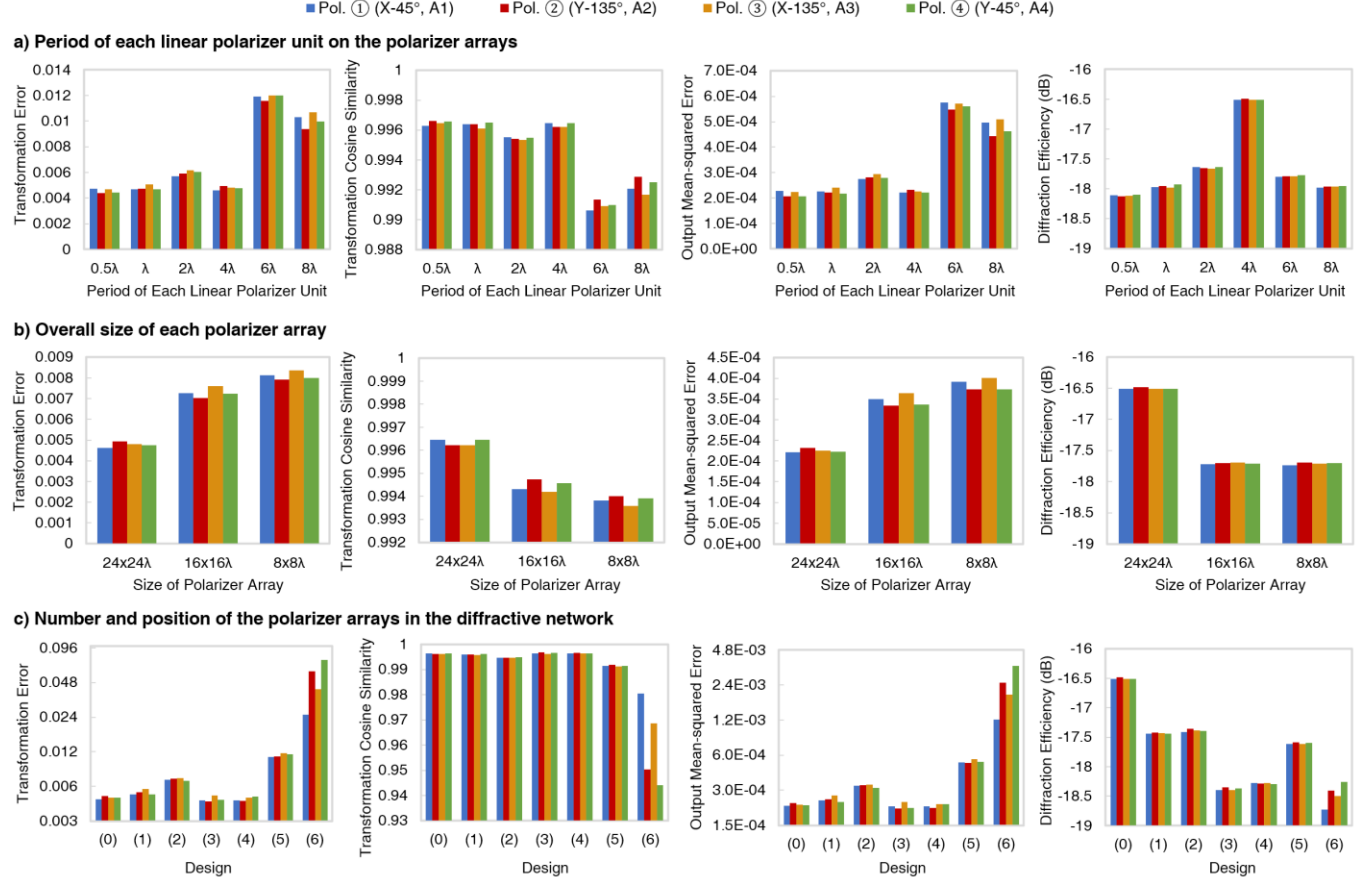 Pol. ① (X-45°, A1) Pol. ② (Y-135°, A2) Pol. ③ (X-135°, A3) Pol. ④ (Y-45°, A4)
a) Period of each linear polarizer unit on the polarizer arrays
Transformation Error
0.014
0.012
0.01
0.008
0.006
0.004
0.002
0
0.5λ λ 2λ 4λ 6λ 8λ
Period of Each Linear Polarizer Unit
Transformation Cosine Similarity
1
0.998
0.996
0.994
0.992
0.99
0.988
0.5λ λ 2λ 4λ 6λ 8λ
Period of Each Linear Polarizer Unit
Output Mean-squared Error
7.0E-04
6.0E-04
5.0E-04
4.0E-04
3.0E-04
2.0E-04
1.0E-04
0.0E+00
0.5λ λ 2λ 4λ 6λ 8λ
Period of Each Linear Polarizer Unit
Diffraction Efficiency (dB)
-16
-16.5
-17
-17.5
-18
-18.5
-19
0.5λ λ 2λ 4λ 6λ 8λ
Period of Each Linear Polarizer Unit
b) Overall size of each polarizer array
Transformation Error
0.009
0.008
0.007
0.006
0.005
0.004
0.003
0.002
0.001
0
24x24λ 16x16λ 8x8λ
Size of Polarizer Array
Transformation Cosine Similarity
1
0.999
0.998
0.997
0.996
0.995
0.994
0.993
0.992
24x24λ 16x16λ 8x8λ
Size of Polarizer Array
Output Mean-squared Error
4.5E-04
4.0E-04
3.5E-04
3.0E-04
2.5E-04
2.0E-04
1.5E-04
1.0E-04
5.0E-05
0.0E+00
24x24λ 16x16λ 8x8λ
Size of Polarizer Array
Diffraction Efficiency (dB)
-16
-16.5
-17
-17.5
-18
-18.5
-19
24x24λ 16x16λ 8x8λ
Size of Polarizer Array
c) Number and position of the polarizer arrays in the diffractive network
Transformation Error
0.096
0.048
0.024
0.012
0.006
0.003
(0) (1) (2) (3) (4) (5) (6)
Design
Transformation Cosine Similarity
1
0.99
0.98
0.97
0.96
0.95
0.94
0.93
(0) (1) (2) (3) (4) (5) (6)
Design
Output Mean-squared Error
4.8E-03
2.4E-03
1.2E-03
6.0E-04
3.0E-04
1.5E-04
(0) (1) (2) (3) (4) (5) (6)
Design
Diffraction Efficiency (dB)
-16
-16.5
-17
-17.5
-18
-18.5
-19
(0) (1) (2) (3) (4) (5) (6)
Design